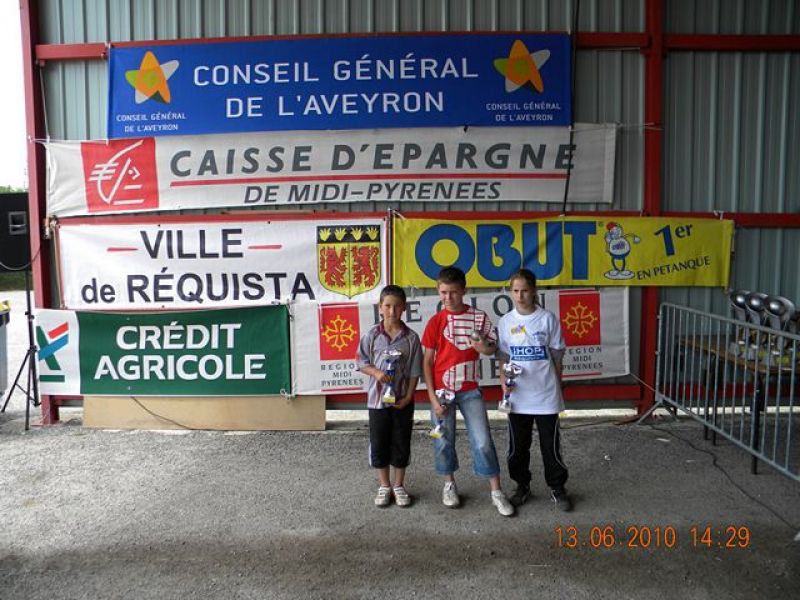 CONSEIL GÉNÉRAL
DE L'AVEYRON
CONSEIL GÉNÉRAL
DE L'AVEYRON
CONSEIL GÉNÉRAL
DE L'AVEYRON
CAISSE D'EPARGNE
DE MIDI-PYRENEES
VILLE
de RÉQUISTA
OBUT
1er
EN PETANQUE
CRÉDIT
AGRICOLE
REGION
MIDI
PYRENEES
REGION
MIDI
PYRENEES
SHOP
13.06.2010 14:29